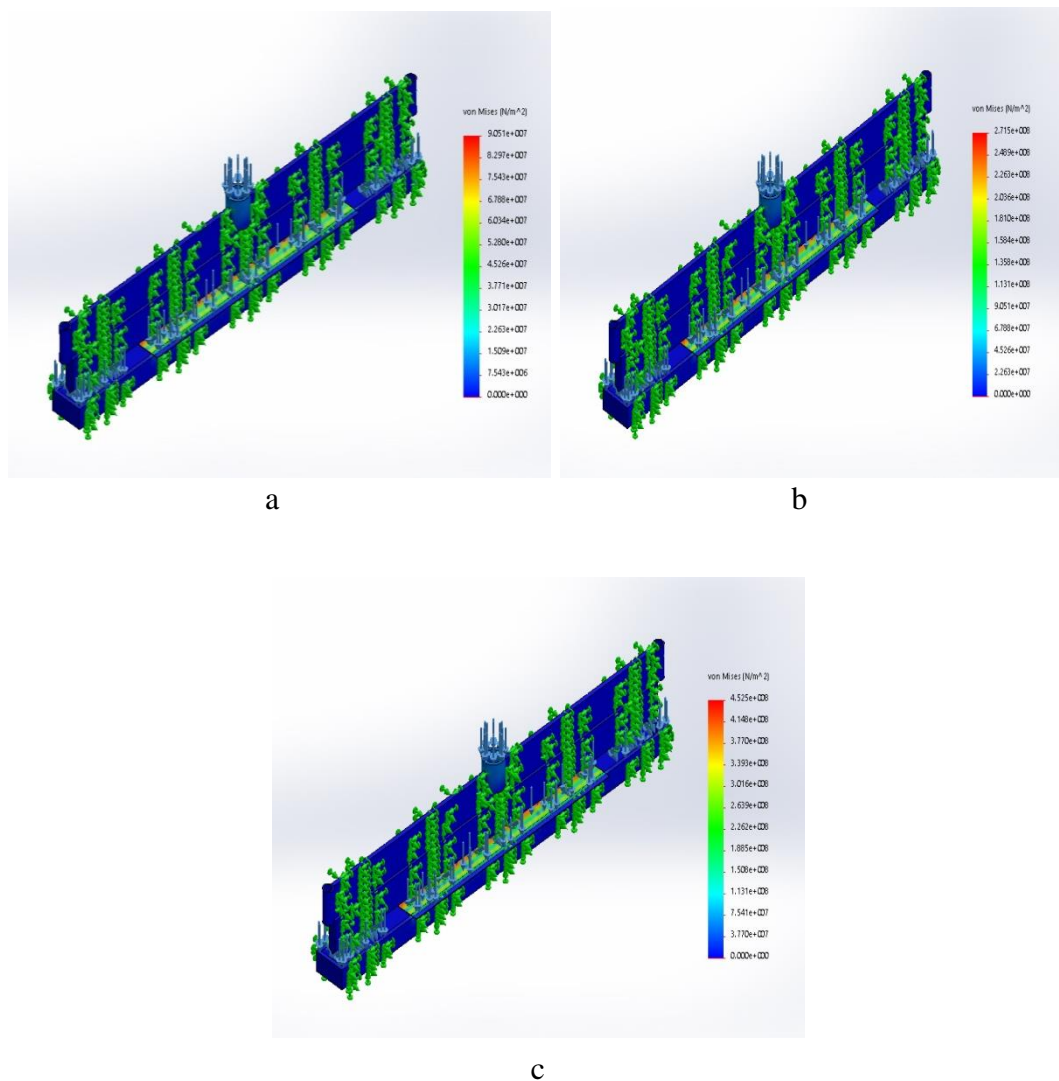 von Mises (N/m^2)
9.051e+007
8.297e+007
7.543e+007
6.788e+007
6.034e+007
5.280e+007
4.526e+007
3.771e+007
3.017e+007
2.263e+007
1.509e+007
7.543e+006
0.000e+000
a
von Mises (N/m^2)
2.715e+008
2.489e+008
2.263e+008
2.036e+008
1.810e+008
1.584e+008
1.358e+008
1.131e+008
9.051e+007
6.788e+007
4.526e+007
2.263e+007
0.000e+000
b
von Mises (N/m^2)
4.525e+008
4.148e+008
3.770e+008
3.393e+008
3.016e+008
2.639e+008
2.262e+008
1.885e+008
1.508e+008
1.131e+008
7.541e+007
3.770e+007
0.000e+000
c